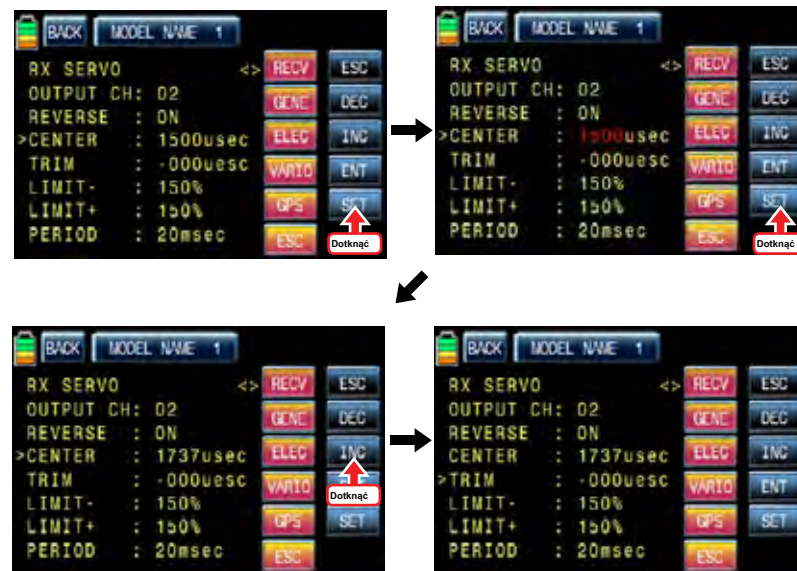 BACK MODEL NAME 1
RX SERVO <> RECV ESC
OUTPUT CH: 02 GENE DEC
REVERSE : ON
>CENTER : 1500usec ELEC INC
TRIM : -000uesc VARIO ENT
LIMIT- : 150%
LIMIT+ : 150% GPS SET
PERIOD : 20msec ESC Dotknąć
BACK MODEL NAME 1
RX SERVO <> RECV ESC
OUTPUT CH: 02 GENE DEC
REVERSE : ON
>CENTER : 1500usec ELEC INC
TRIM : -000uesc VARIO ENT
LIMIT- : 150%
LIMIT+ : 150% GPS SET
PERIOD : 20msec ESC Dotknąć
BACK MODEL NAME 1
RX SERVO <> RECV ESC
OUTPUT CH: 02 GENE DEC
REVERSE : ON
>CENTER : 1737usec ELEC INC
TRIM : -000uesc VARIO
LIMIT- : 150% Dotknąć
LIMIT+ : 150% GPS SET
PERIOD : 20msec ESC
BACK MODEL NAME 1
RX SERVO <> RECV ESC
OUTPUT CH: 02 GENE DEC
REVERSE : ON
CENTER : 1737usec ELEC INC
>TRIM : -000uesc VARIO ENT
LIMIT- : 150%
LIMIT+ : 150% GPS SET
PERIOD : 20msec ESC